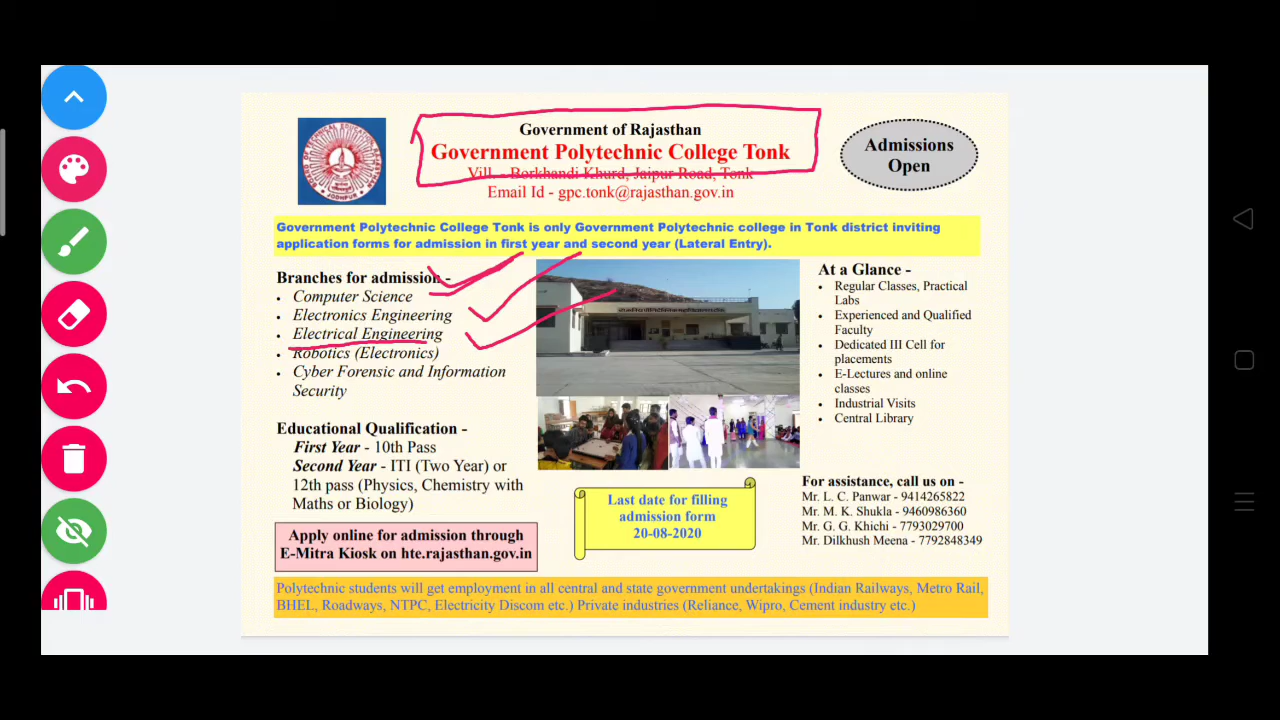 Government of Rajasthan
Government Polytechnic College Tonk
Vill. - Borkhandi Khurd, Jaipur Road, Tonk
Email Id - gpc.tonk@rajasthan.gov.in
Admissions
Open
Government Polytechnic College Tonk is only Government Polytechnic college in Tonk district inviting
application forms for admission in first year and second year (Lateral Entry).
Branches for admission -
• Computer Science
• Electronics Engineering
• Electrical Engineering
• Robotics (Electronics)
• Cyber Forensic and Information
Security
Educational Qualification -
First Year - 10th Pass
Second Year - ITI (Two Year) or
12th pass (Physics, Chemistry with
Maths or Biology)
Apply online for admission through
E-Mitra Kiosk on hte.rajasthan.gov.in
Last date for filling
admission form
20-08-2020
At a Glance -
• Regular Classes, Practical
Labs
• Experienced and Qualified
Faculty
• Dedicated III Cell for
placements
• E-Lectures and online
classes
• Industrial Visits
• Central Library
For assistance, call us on -
Mr. L. C. Panwar - 9414265822
Mr. M. K. Shukla - 9460986360
Mr. G. G. Khichi - 7793029700
Mr. Dilkhush Meena - 7792848349
Polytechnic students will get employment in all central and state government undertakings (Indian Railways, Metro Rail,
BHEL, Roadways, NTPC, Electricity Discom etc.) Private industries (Reliance, Wipro, Cement industry etc.)